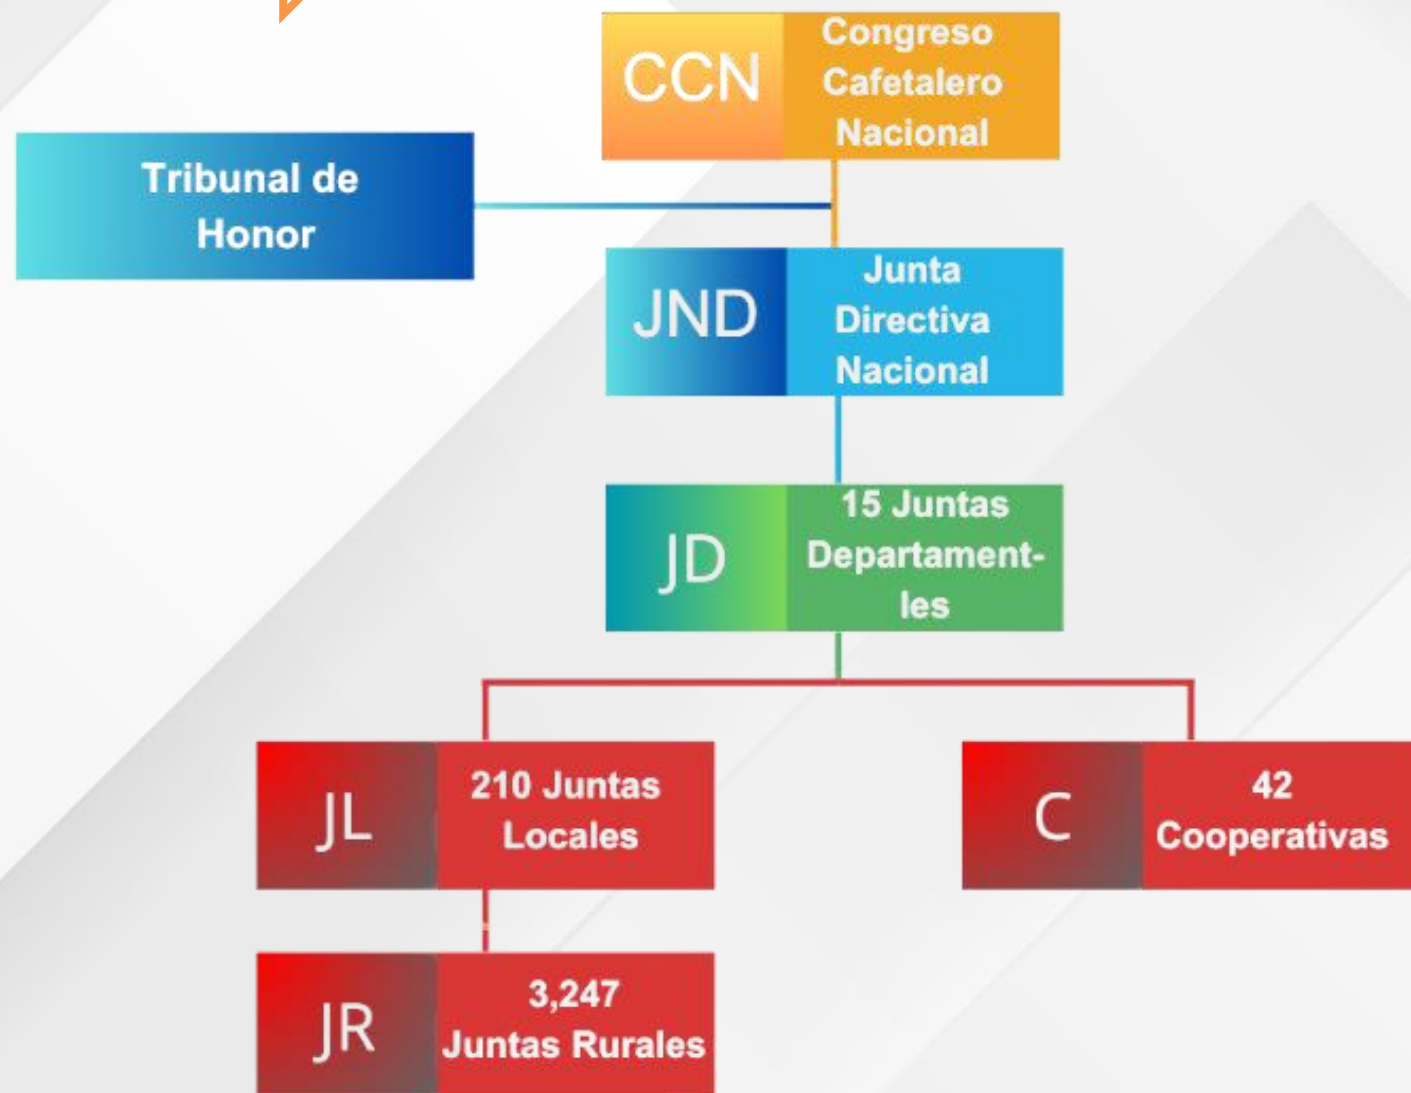 CCN
Congreso
Cafetalero
Nacional
Tribunal de
Honor
JND
Junta
Directiva
Nacional
JD
15 Juntas
Departament-
les
JL
210 Juntas
Locales
C
42
Cooperativas
JR
3,247
Juntas Rurales